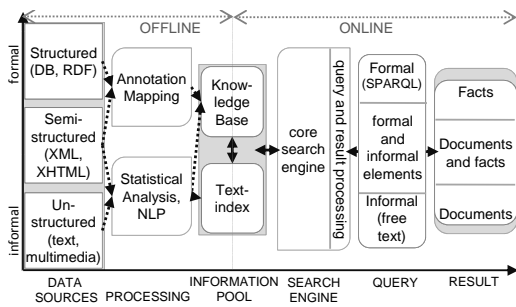 OFFLINE
ONLINE
formal
informal
Structured
(DB, RDF)
Semi-
structured
(XML,
XHTML)
Un-
structured
(text,
multimedia)
Annotation
Mapping
Statistical
Analysis,
NLP
Know-
ledge
Base
Text-
index
core
search
engine
query and result processing
Formal
(SPARQL)
formal
and
informal
elements
Informal
(free
text)
Facts
Documents
and facts
Documents
DATA
SOURCES
PROCESSING
INFORMATION
POOL
SEARCH
ENGINE
QUERY
RESULT